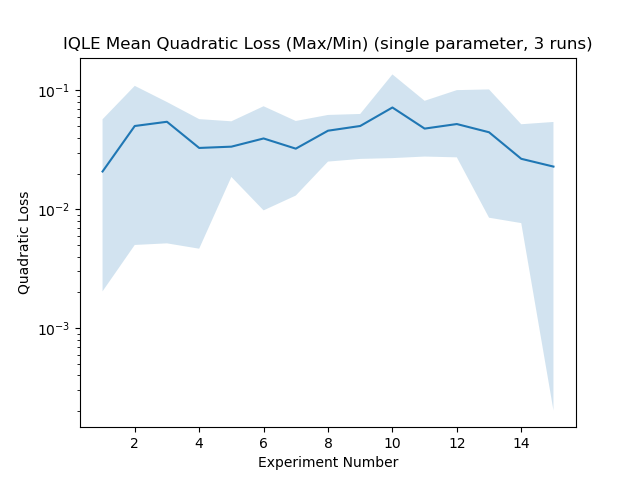 IQLE Mean Quadratic Loss (Max/Min) (single parameter, 3 runs)
10⁻¹
10⁻²
10⁻³
Quadratic Loss
2 4 6 8 10 12 14
Experiment Number